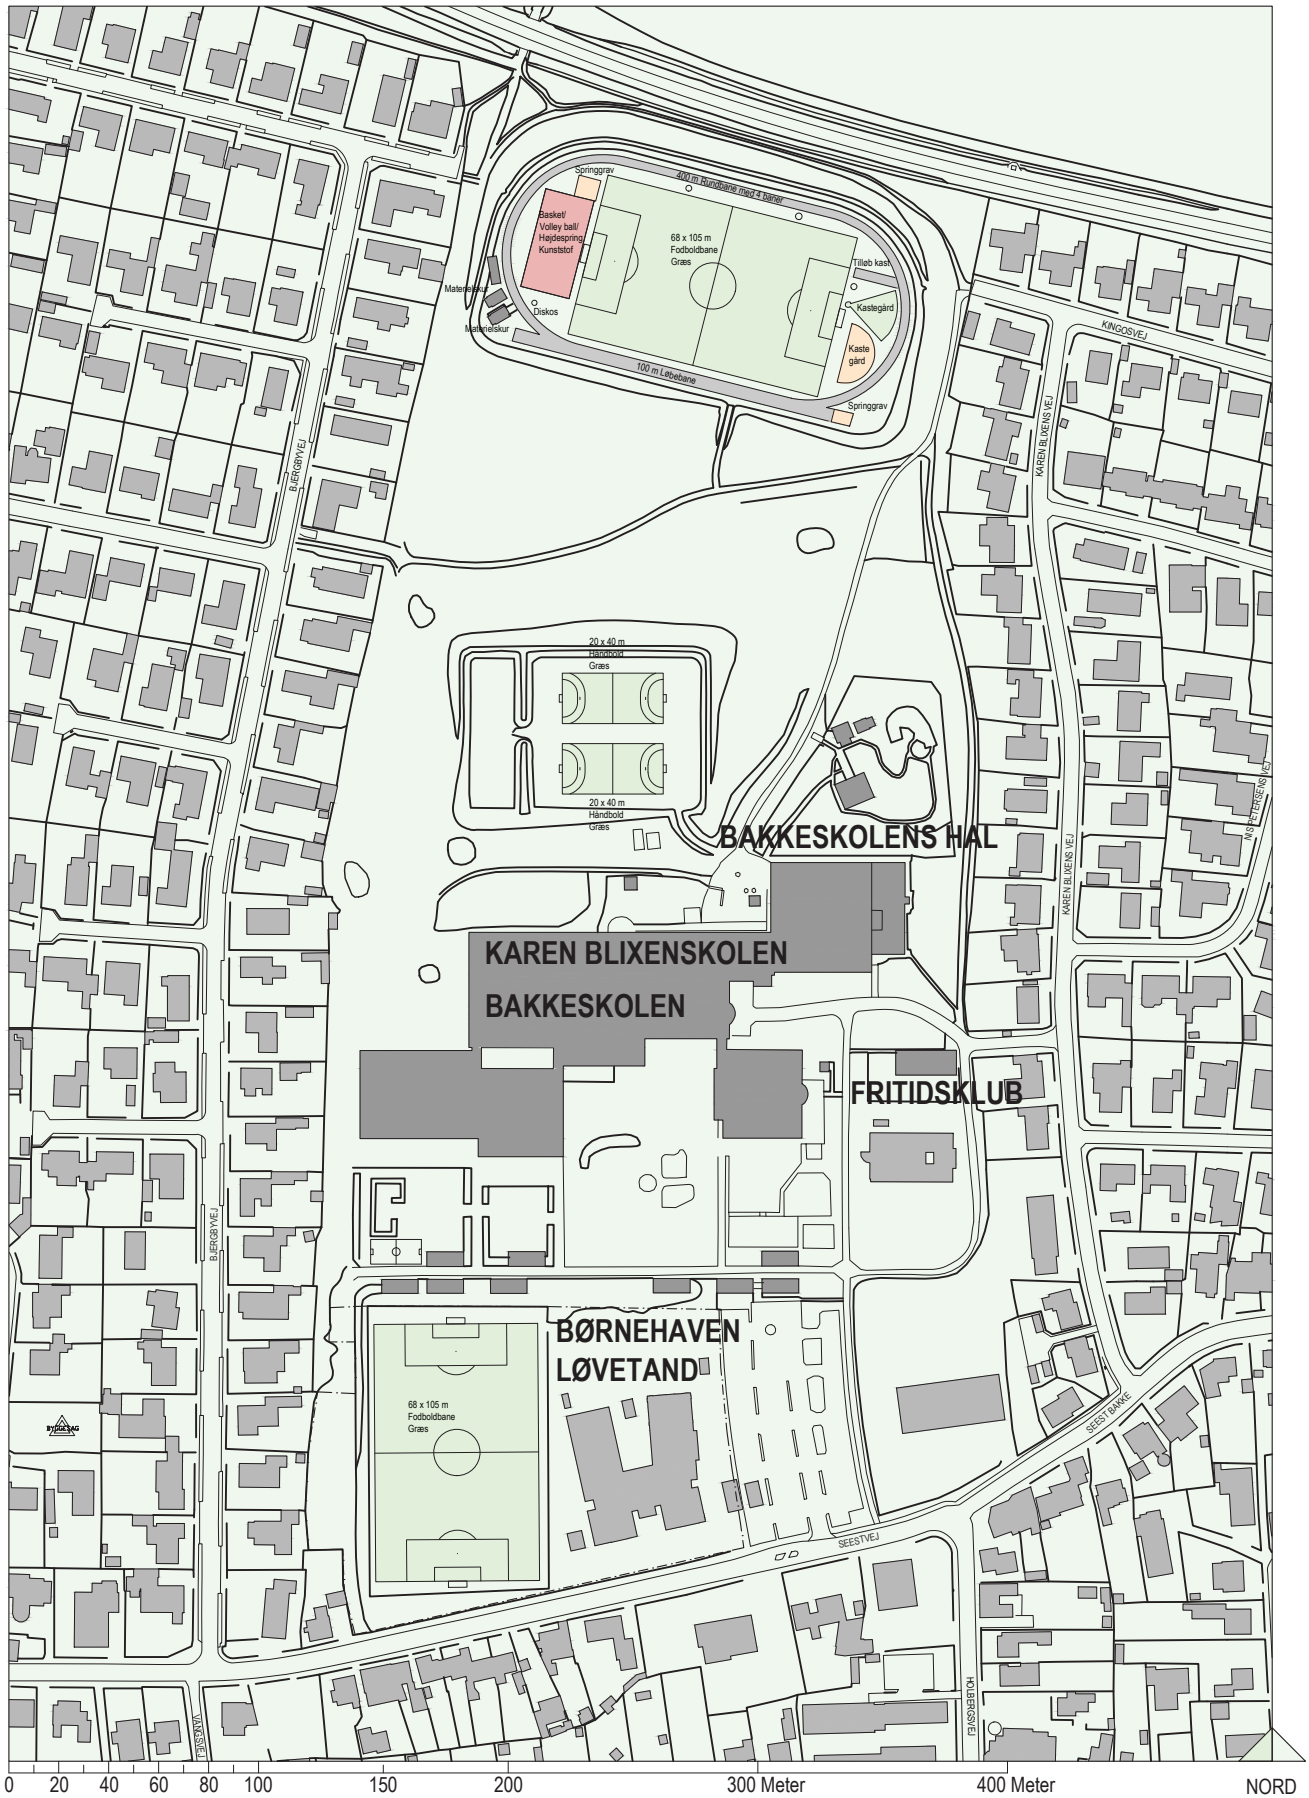 Springgrav
400 m Rundbane med 4 baner
Basket/
Volley ball/
Højdespring
Kunststof
68 x 105 m
Fodboldbane
Græs
Tilløb kast
Materielskur
Diskos
Kastegård
Materielskur
Kaste
gård
100 m Løbebane
Springgrav
KINGOSVEJ
KAREN BLIXENS VEJ
BJERGBYVEJ
20 x 40 m
Håndbold
Græs
20 x 40 m
Håndbold
Græs
NIS PETERSENS VEJ
BAKKESKOLENS HAL
KAREN BLIXENS VEJ
KAREN BLIXENSKOLEN
BAKKESKOLEN
FRITIDSKLUB
BJERGBYVEJ
BØRNEHAVEN
LØVETAND
68 x 105 m
Fodboldbane
Græs
BYGGESAG
SEEST BAKKE
SEESTVEJ
HOLBERGSVEJ
VANGSVEJ
0 20 40 60 80 100 150 200 300 Meter 400 Meter NORD